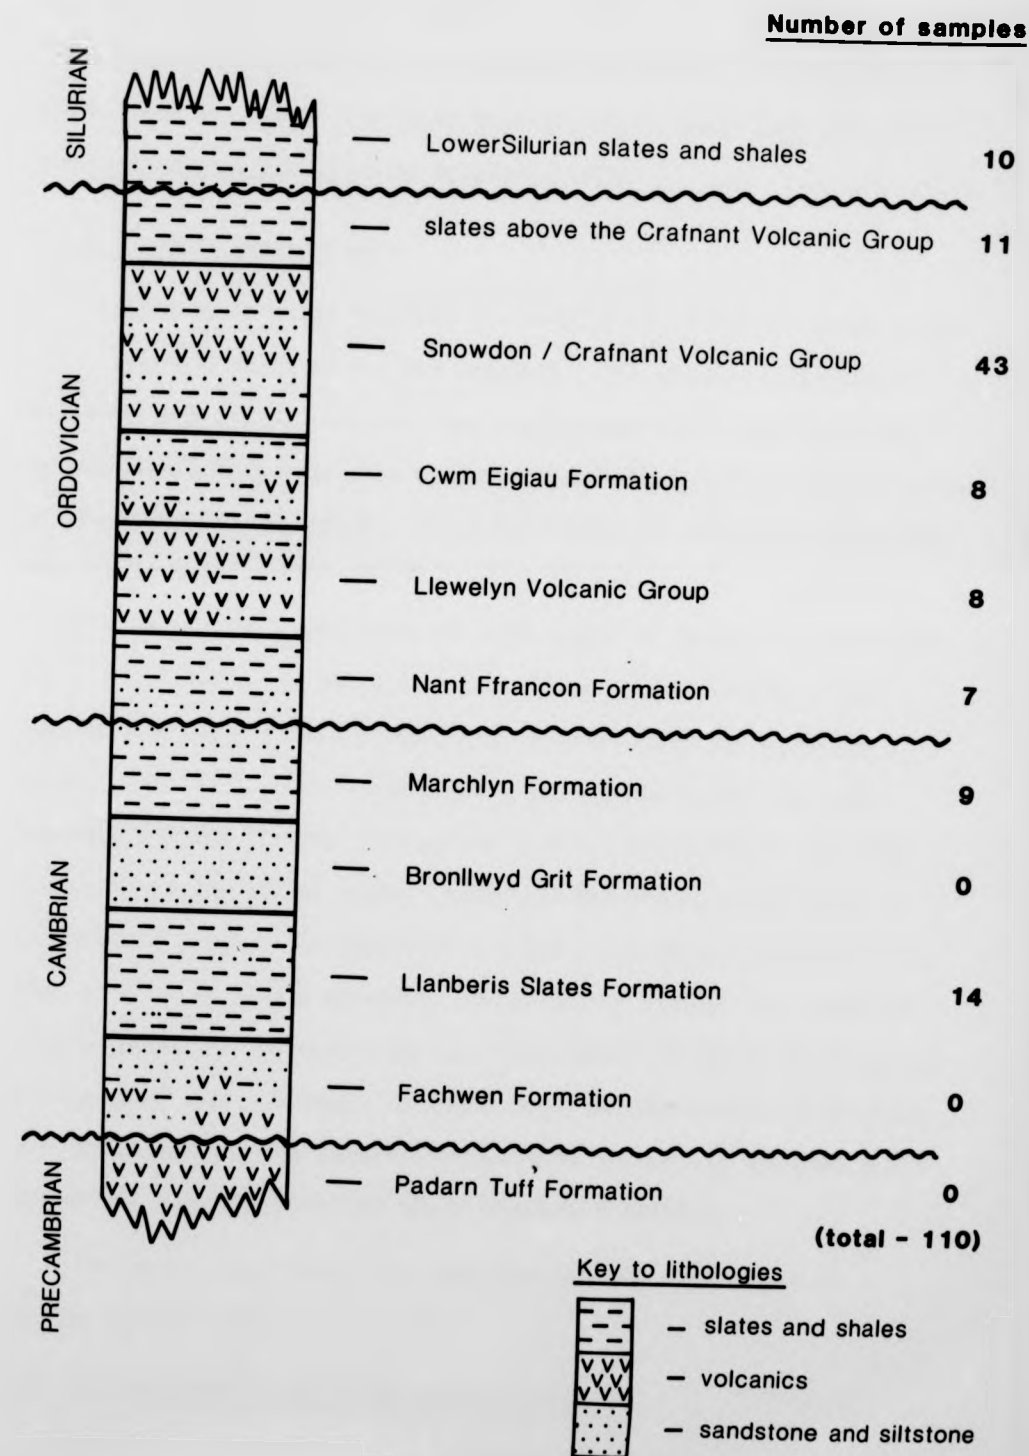 Number of samples
SILURIAN
LowerSilurian slates and shales 10
slates above the Crafnant Volcanic Group 11
ORDOVICIAN
Snowdon / Crafnant Volcanic Group 43
Cwm Eigiau Formation 8
Llewelyn Volcanic Group 8
Nant Ffrancon Formation 7
CAMBRIAN
Marchlyn Formation 9
Bronllwyd Grit Formation 0
Llanberis Slates Formation 14
Fachwen Formation 0
PRECAMBRIAN
Padarn Tuff Formation 0
(total - 110)
Key to lithologies
– slates and shales
– volcanics
– sandstone and siltstone